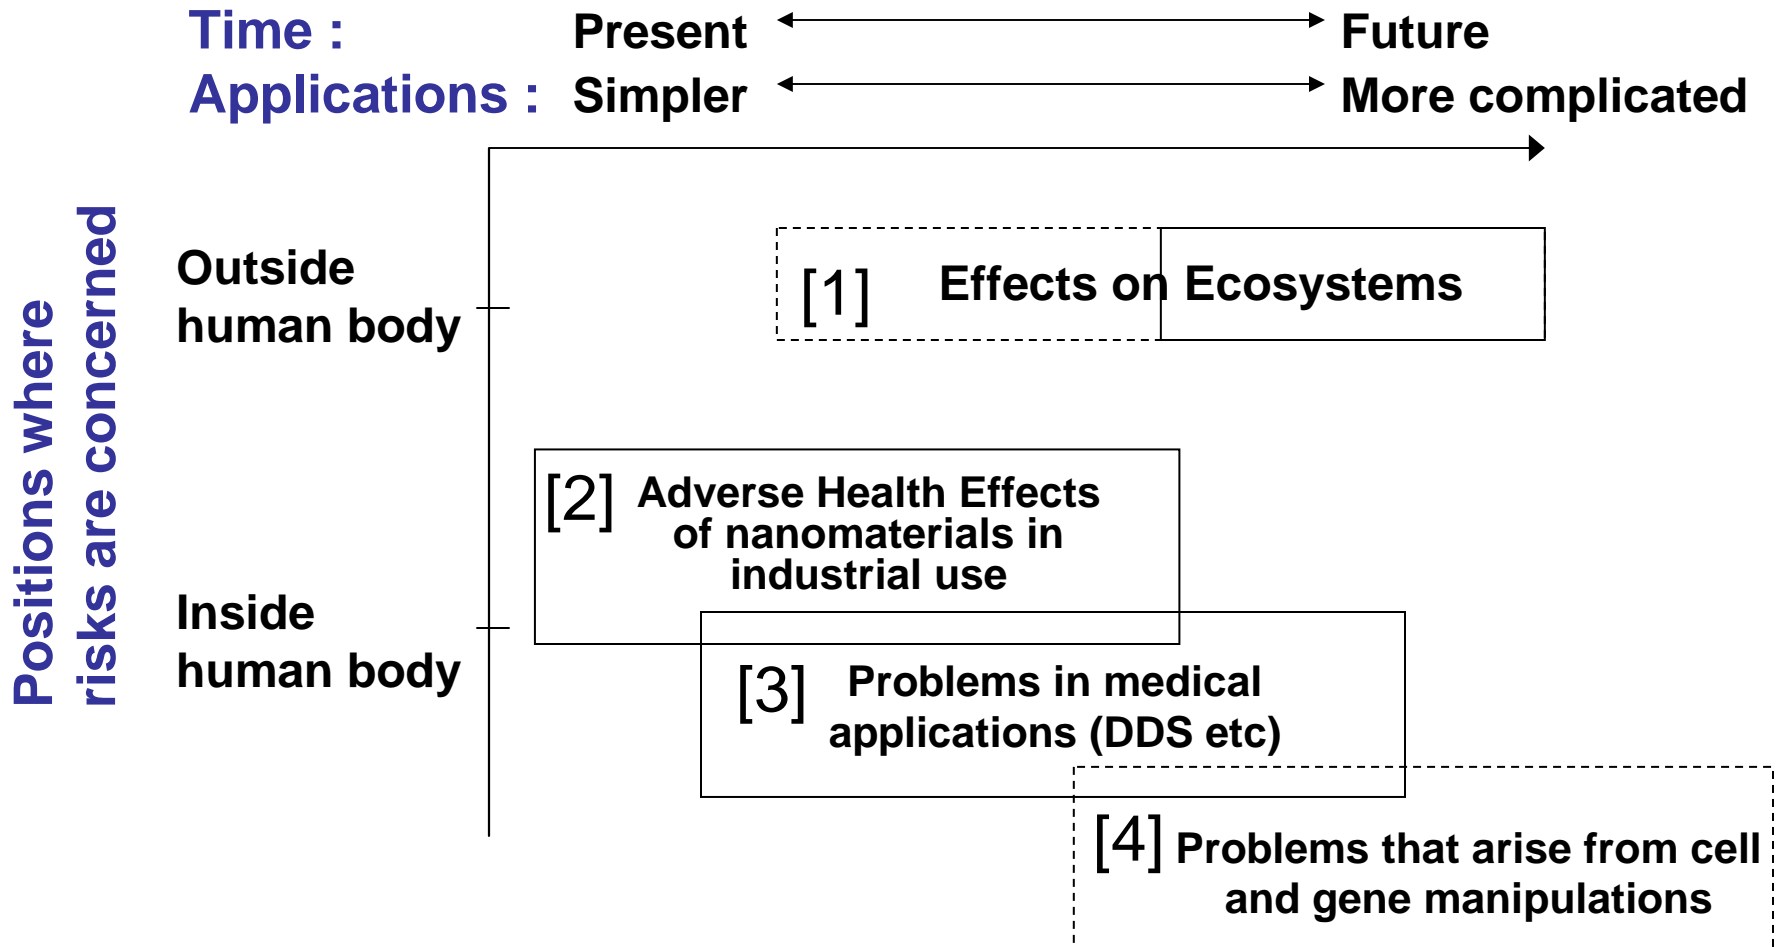 Time : Present Future
Applications : Simpler More complicated
Positions where
risks are concerned
Outside
human body
[1] Effects on Ecosystems
Inside
human body
[2] Adverse Health Effects
of nanomaterials in
industrial use
[3] Problems in medical
applications (DDS etc)
[4] Problems that arise from cell
and gene manipulations